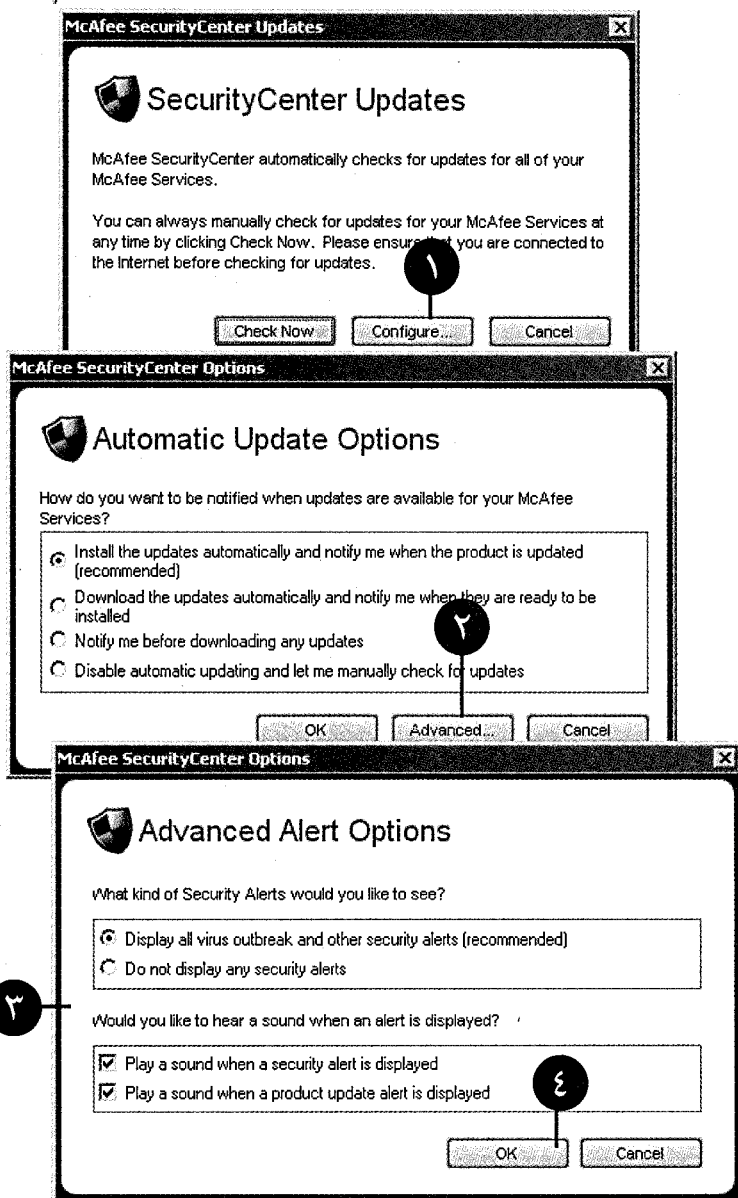 McAfee SecurityCenter Updates
SecurityCenter Updates
McAfee SecurityCenter automatically checks for updates for all of your
McAfee Services.
You can always manually check for updates for your McAfee Services at
any time by clicking Check Now. Please ensure that you are connected to
the Internet before checking for updates.
١
Check Now
Configure...
Cancel
McAfee SecurityCenter Options
Automatic Update Options
How do you want to be notified when updates are available for your McAfee
Services?
Install the updates automatically and notify me when the product is updated
(recommended)
Download the updates automatically and notify me when they are ready to be
installed
Notify me before downloading any updates
Disable automatic updating and let me manually check for updates
٢
OK
Advanced...
Cancel
McAfee SecurityCenter Options
Advanced Alert Options
What kind of Security Alerts would you like to see?
Display all virus outbreak and other security alerts (recommended)
Do not display any security alerts
٣
Would you like to hear a sound when an alert is displayed?
Play a sound when a security alert is displayed
Play a sound when a product update alert is displayed
٤
OK
Cancel